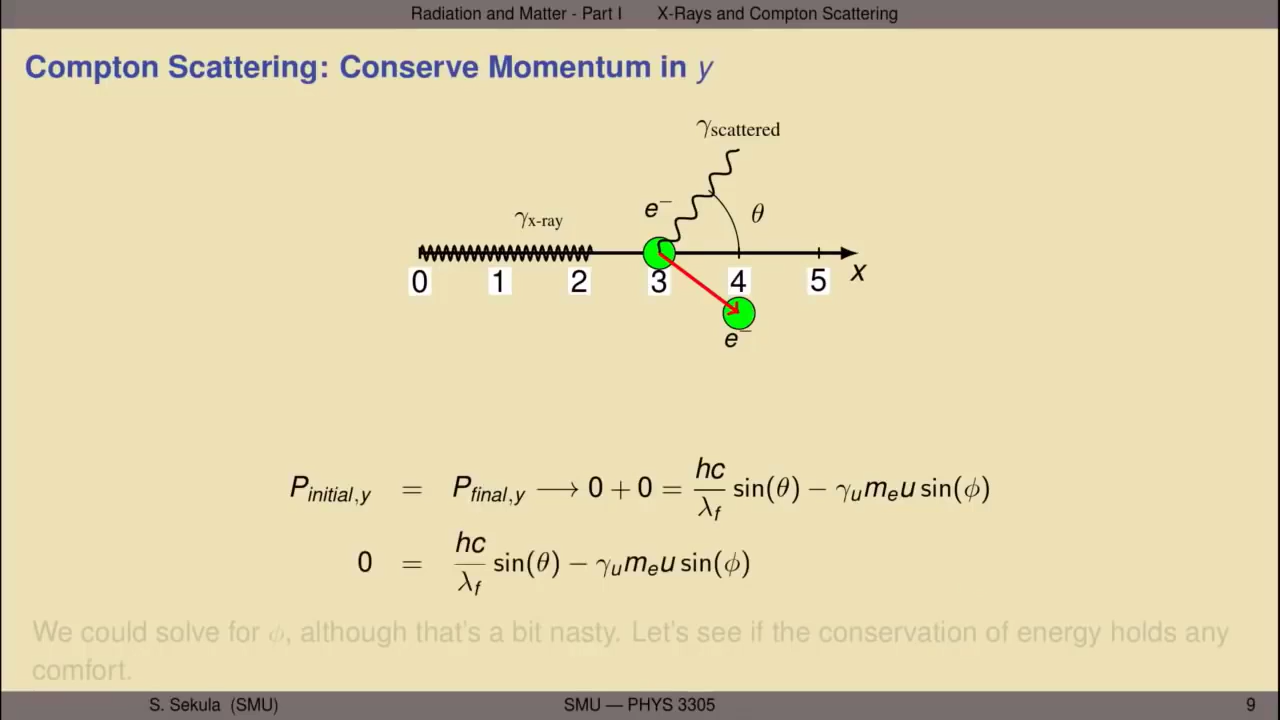 Radiation and Matter - Part I X-Rays and Compton Scattering
Compton Scattering: Conserve Momentum in y
γscattered
e⁻
γx-ray
θ
0 1 2 3 4 5 x
e⁻
P_initial,y = P_final,y ⟶ 0 + 0 = hc/λ_f sin(θ) − γ_u m_e u sin(ϕ)
0 = hc/λ_f sin(θ) − γ_u m_e u sin(ϕ)
We could solve for ϕ, although that's a bit nasty. Let's see if the conservation of energy holds any
comfort.
S. Sekula (SMU) SMU — PHYS 3305 9